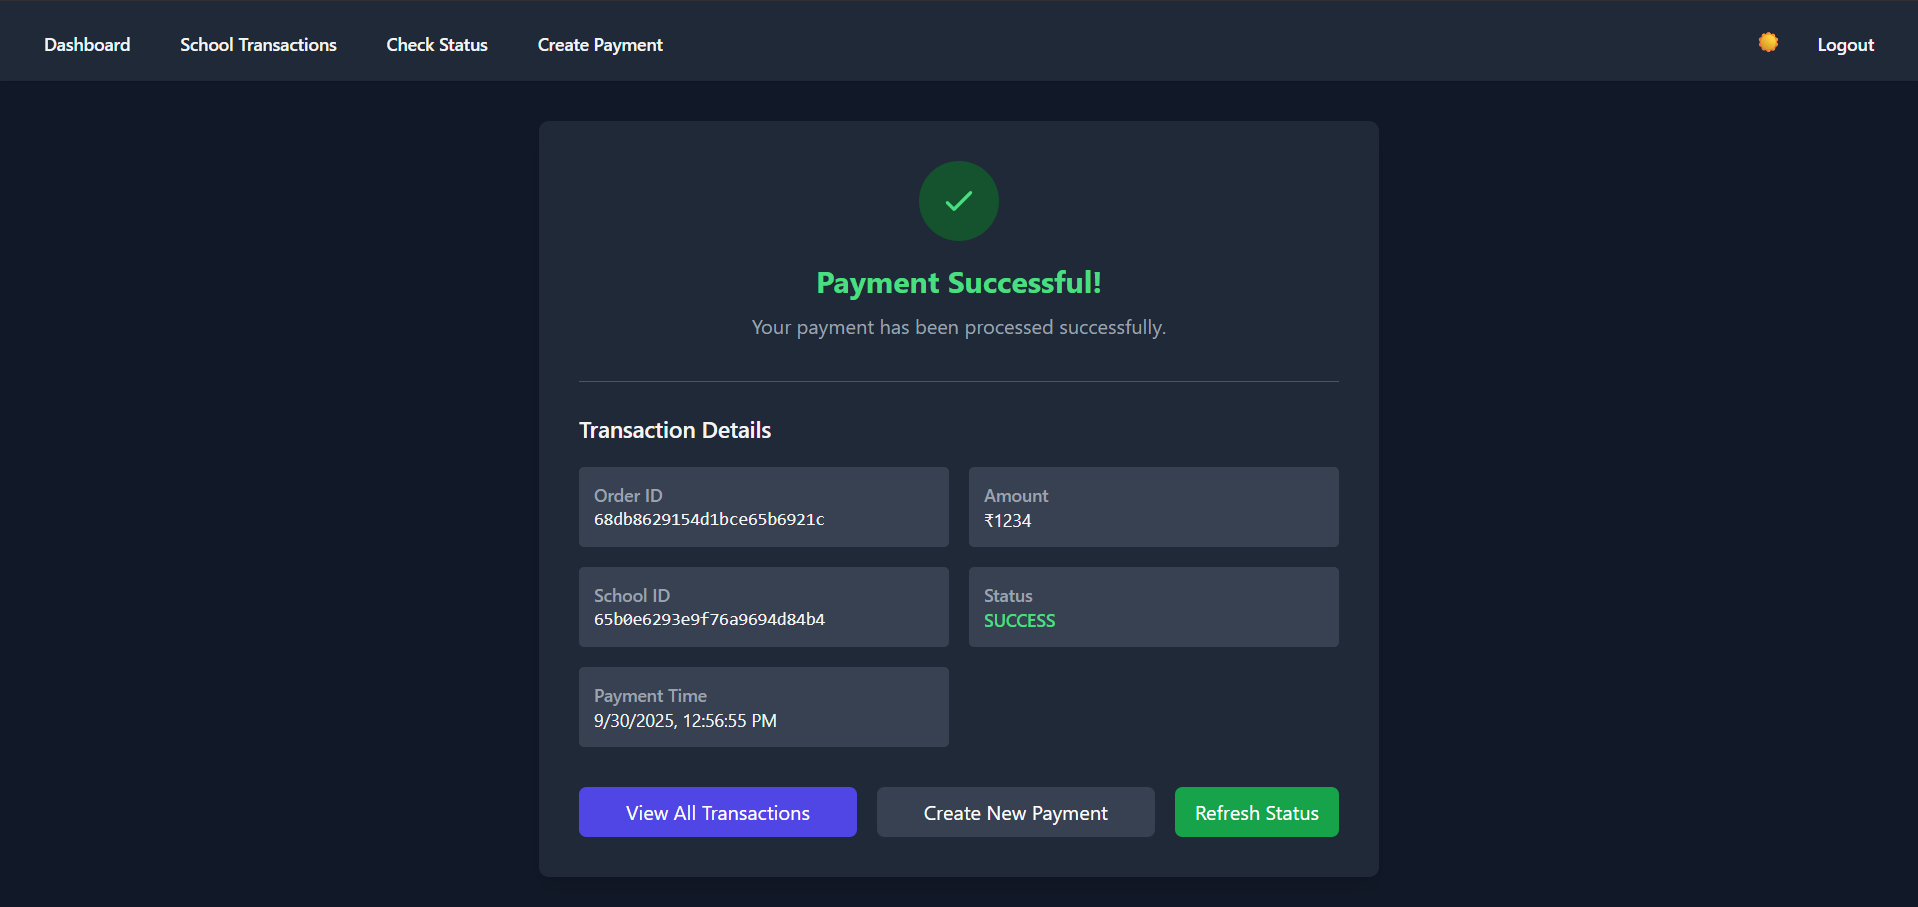 Dashboard School Transactions Check Status Create Payment Logout
Payment Successful!
Your payment has been processed successfully.
Transaction Details
Order ID
68db8629154d1bce65b6921c
Amount
₹1234
School ID
65b0e6293e9f76a9694d84b4
Status
SUCCESS
Payment Time
9/30/2025, 12:56:55 PM
View All Transactions Create New Payment Refresh Status